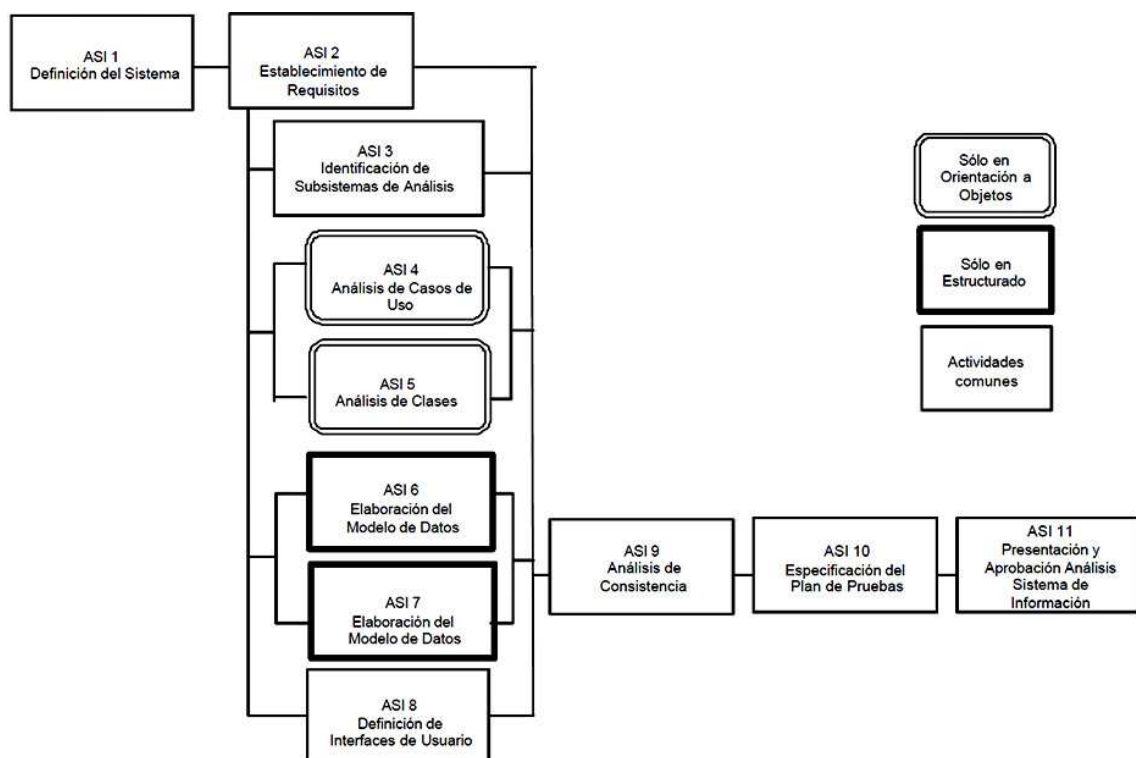 ASI 1
Definición del Sistema
ASI 2
Establecimiento de
Requisitos
ASI 3
Identificación de
Subsistemas de Análisis
ASI 4
Análisis de Casos de
Uso
ASI 5
Análisis de Clases
ASI 6
Elaboración del
Modelo de Datos
ASI 7
Elaboración del
Modelo de Datos
ASI 8
Definición de
Interfaces de Usuario
ASI 9
Análisis de
Consistencia
ASI 10
Especificación del
Plan de Pruebas
ASI 11
Presentación y
Aprobación Análisis
Sistema de
Información
Sólo en
Orientación a
Objetos
Sólo en
Estructurado
Actividades
comunes